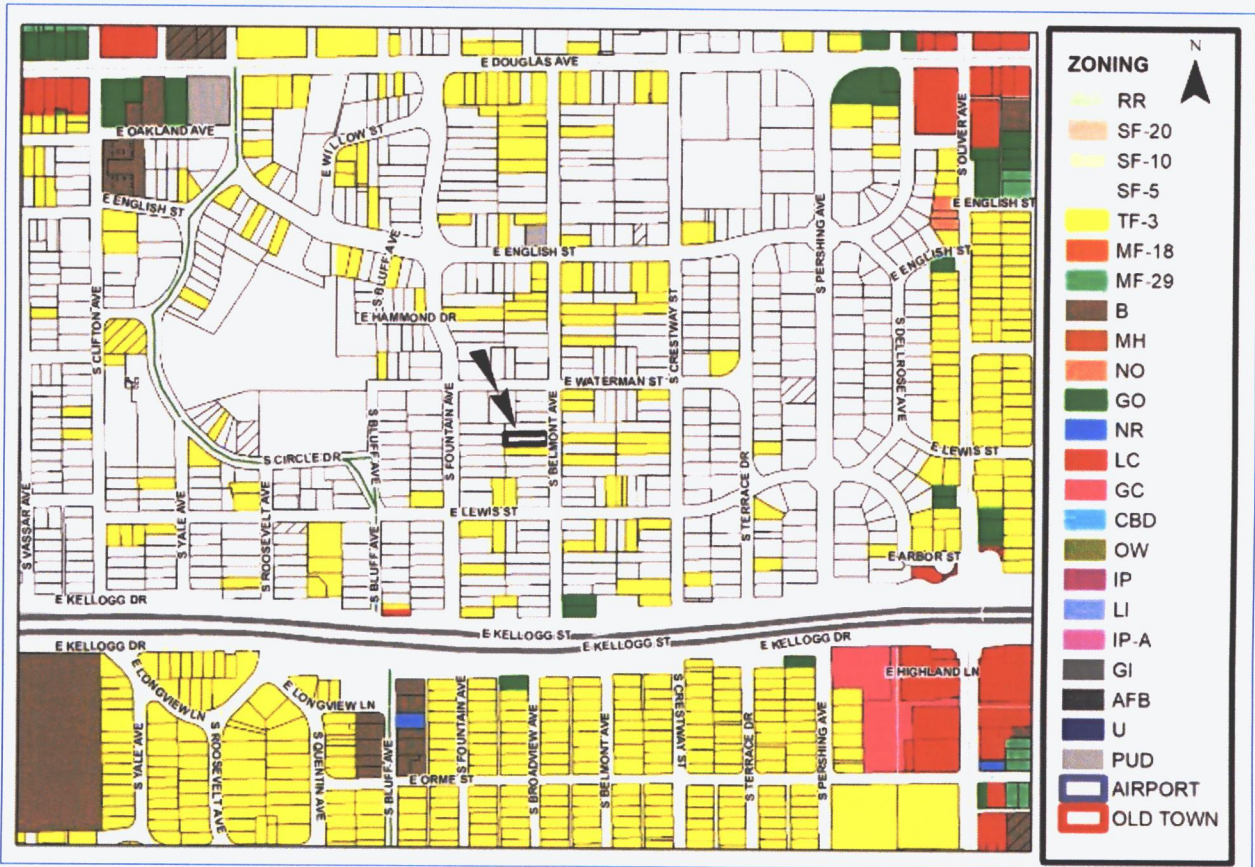 E DOUGLAS AVE
E OAKLAND AVE
E WILLOW ST
S OLIVER AVE
E ENGLISH ST
E ENGLISH ST
S BLUFF AVE
E ENGLISH ST
S PERSHING AVE
E ENGLISH ST
S CLIFTON AVE
E HAMMOND DR
S CRESTWAY ST
S DELLROSE AVE
E WATERMAN ST
S FOUNTAIN AVE
S BLUFF AVE
S BELMONT AVE
S CIRCLE DR
E LEWIS ST
S VASSAR AVE
S YALE AVE
S ROOSEVELT AVE
S BLUFF AVE
E LEWIS ST
S TERRACE DR
E ARBOR ST
E KELLOGG DR
E KELLOGG ST
E KELLOGG ST
E KELLOGG DR
E KELLOGG DR
E LONGVIEW LN
E LONGVIEW LN
E HIGHLAND LN
S YALE AVE
S ROOSEVELT AVE
S QUENTIN AVE
S BLUFF AVE
S FOUNTAIN AVE
E ORME ST
S BROADVIEW AVE
S BELMONT AVE
S CRESTWAY ST
S TERRACE DR
S PERSHING AVE
N
ZONING
RR
SF-20
SF-10
SF-5
TF-3
MF-18
MF-29
B
MH
NO
GO
NR
LC
GC
CBD
OW
IP
LI
IP-A
GI
AFB
U
PUD
AIRPORT
OLD TOWN